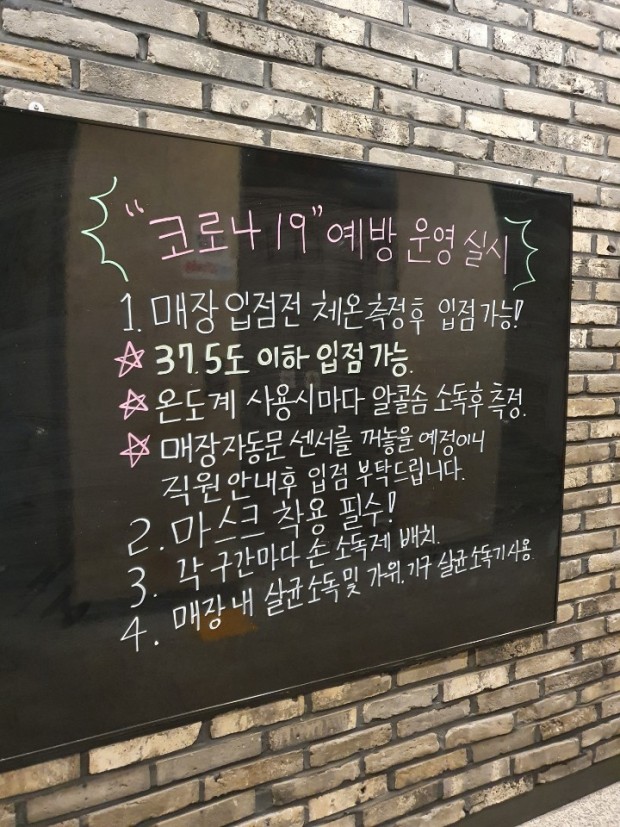 "코로나 19" 예방 운영 실시
1. 매장 입점전 체온측정후 입점가능!
☆ 37.5도 이하 입점 가능.
☆ 온도계 사용시마다 알콜솜 소독후 측정.
☆ 매장자동문 센서를 꺼놓을 예정이니
직원 안내후 입점 부탁드립니다.
2. 마스크 착용 필수!
3. 각 구간마다 손 소독제 배치.
4. 매장내 살균소독 및 가위, 기구 살균소독기사용.